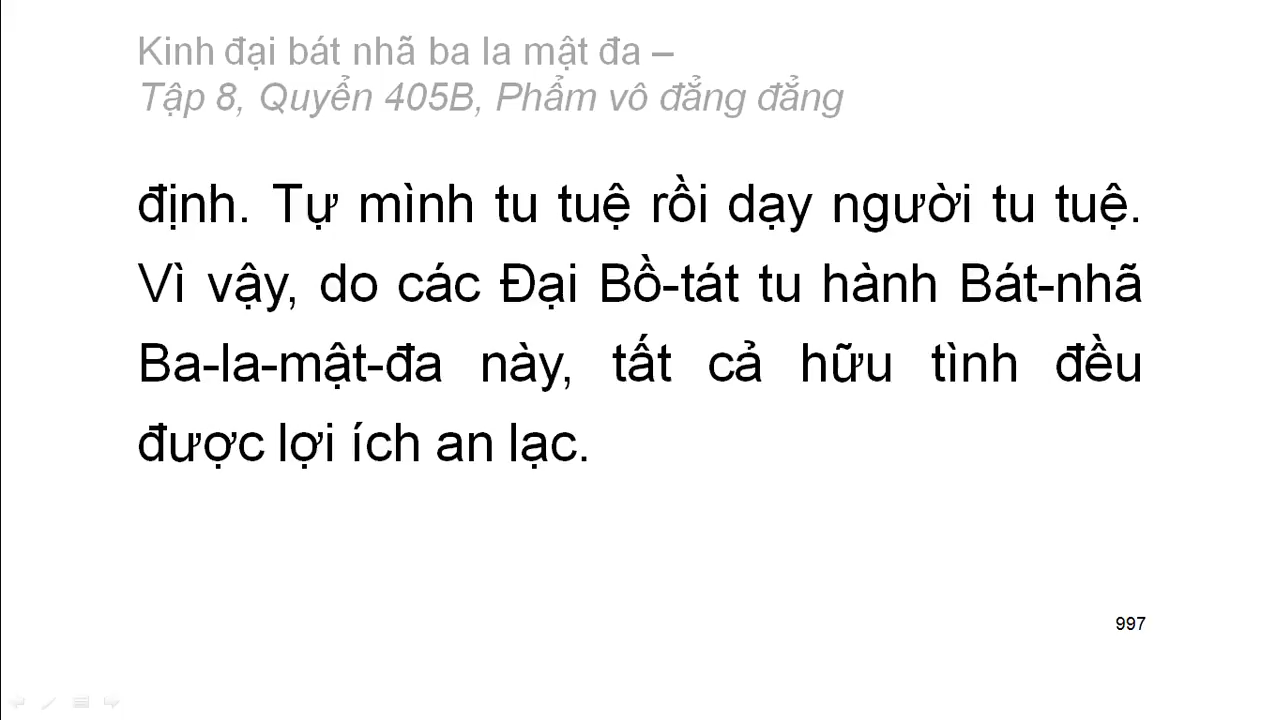 Kinh đại bát nhã ba la mật đa –
Tập 8, Quyển 405B, Phẩm vô đẳng đẳng
định. Tự mình tu tuệ rồi dạy người tu tuệ.
Vì vậy, do các Đại Bồ-tát tu hành Bát-nhã
Ba-la-mật-đa này, tất cả hữu tình đều
được lợi ích an lạc.
997